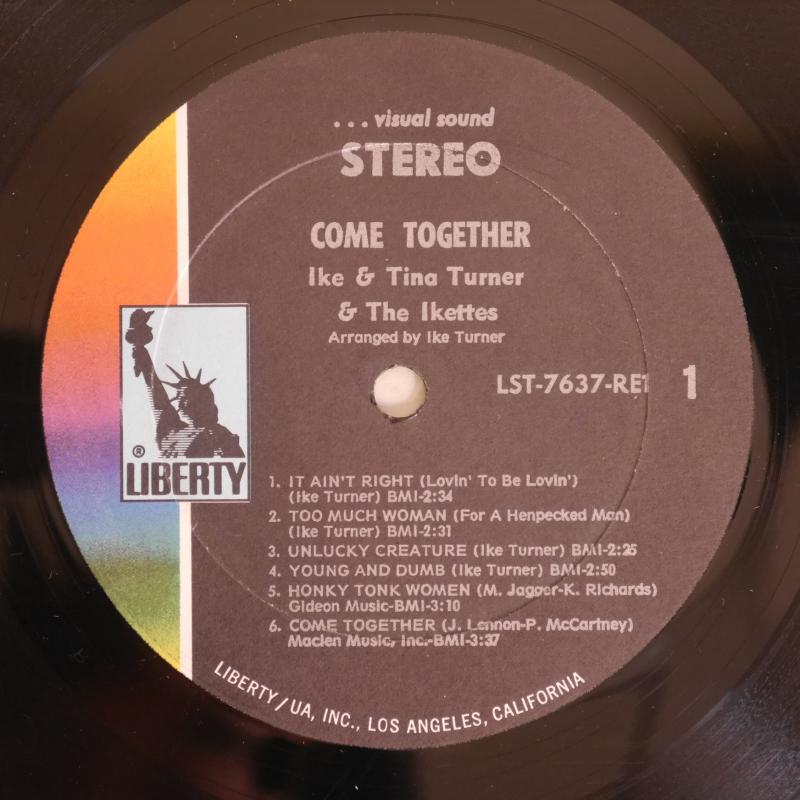 ...visual sound
STEREO
COME TOGETHER
Ike & Tina Turner
& The Ikettes
Arranged by Ike Turner
LST-7637-RE1 1
® LIBERTY
1. IT AIN'T RIGHT (Lovin' To Be Lovin')
(Ike Turner) BMI-2:34
2. TOO MUCH WOMAN (For A Henpecked Man)
(Ike Turner) BMI-2:31
3. UNLUCKY CREATURE (Ike Turner) BMI-2:25
4. YOUNG AND DUMB (Ike Turner) BMI-2:50
5. HONKY TONK WOMEN (M. Jagger-K. Richards)
Gideon Music-BMI-3:10
6. COME TOGETHER (J. Lennon-P. McCartney)
Maclen Music, Inc.-BMI-3:37
LIBERTY/UA, INC., LOS ANGELES, CALIFORNIA